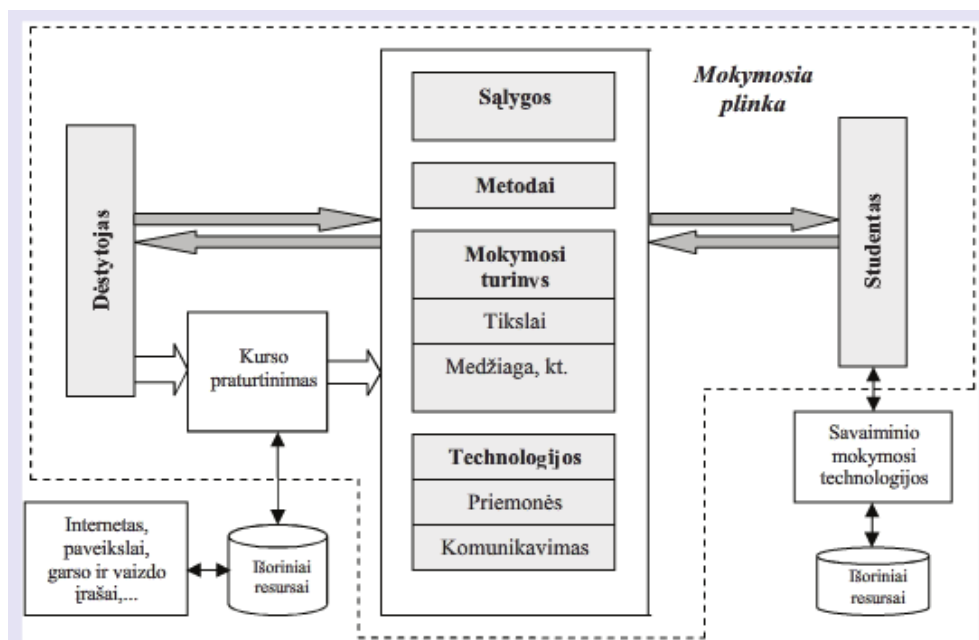 Mokymosia
plinka
Sąlygos
Metodai
Mokymosi
turinys
Tikslai
Medžiaga, kt.
Technologijos
Priemonės
Komunikavimas
Dėstytojas
Kurso
praturtinimas
Internetas,
paveikslai,
garso ir vaizdo
įrašai,...
Išoriniai
resursai
Studentas
Savaiminio
mokymosi
technologijos
Išoriniai
resursai